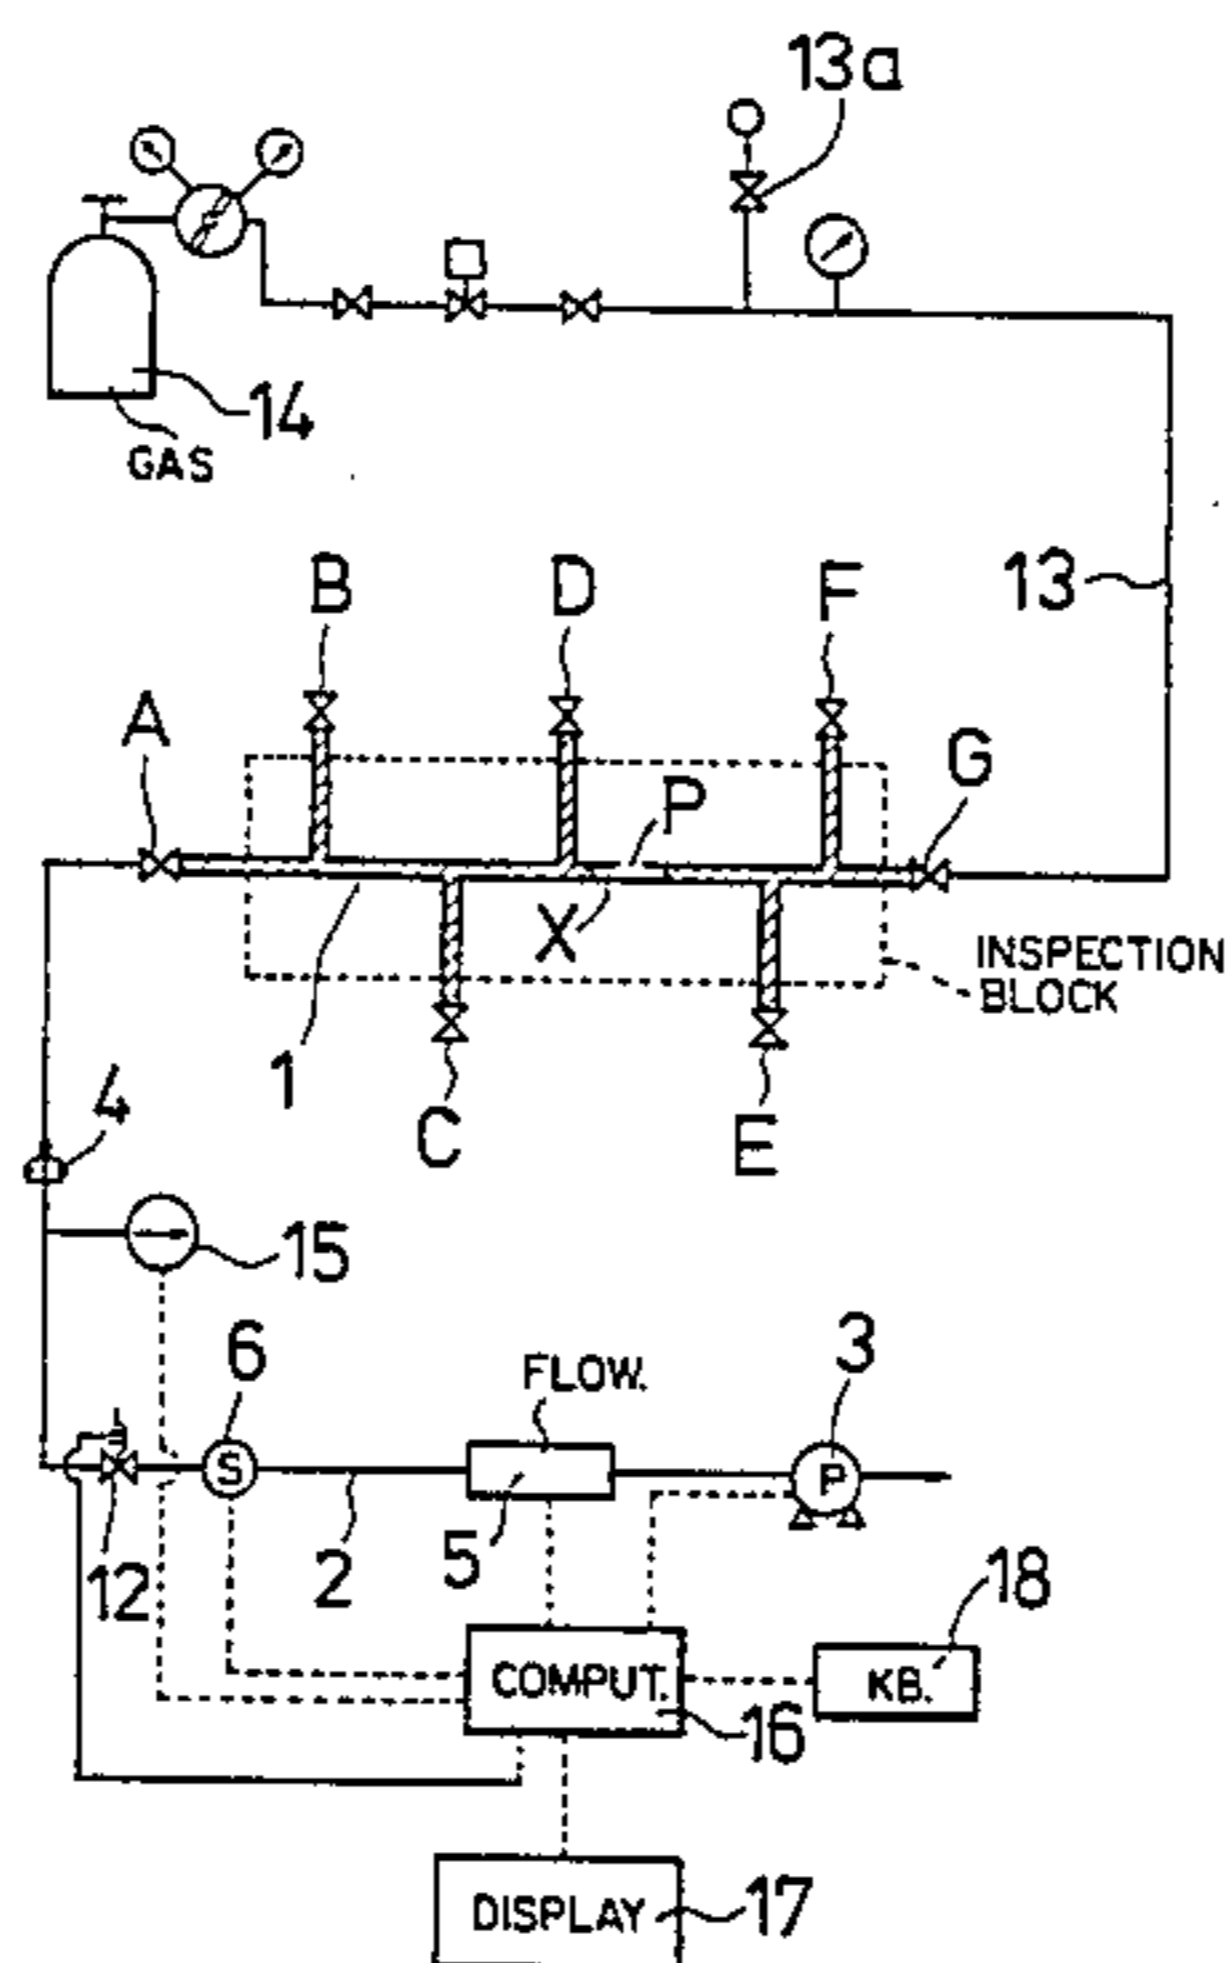 13a
14
GAS
B
D
F
13
A
P
G
X
INSPECTION
BLOCK
1
C
E
4
15
6
FLOW.
3
S
P
12
2
5
18
COMPUT.
KB.
16
DISPLAY
17